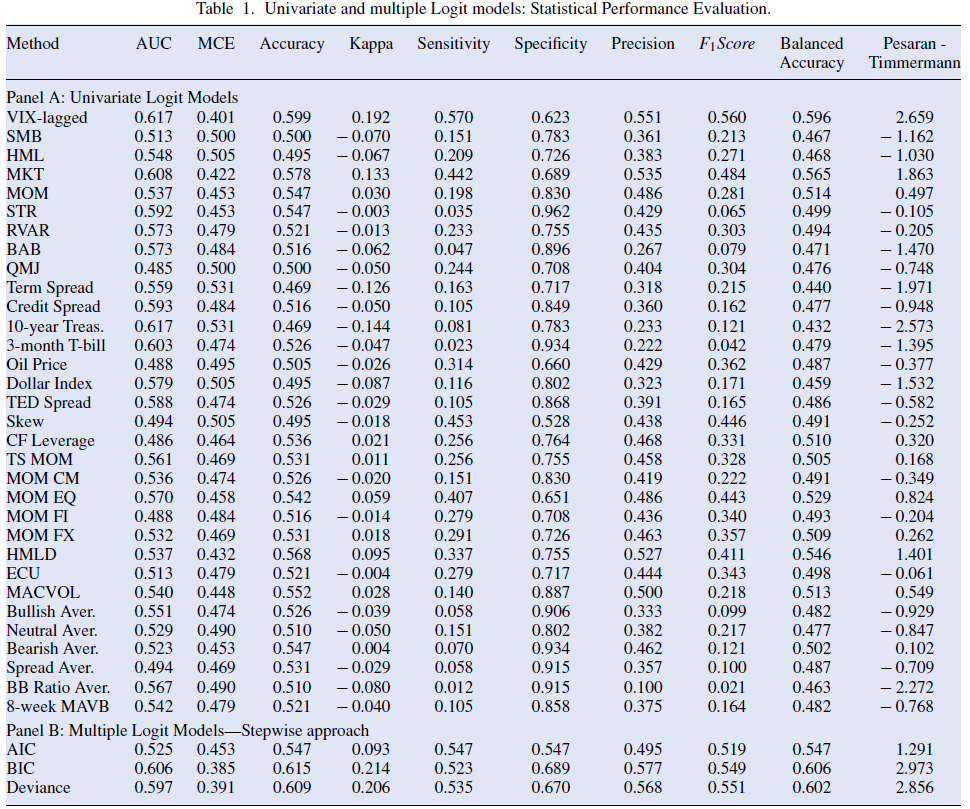 Table 1. Univariate and multiple Logit models: Statistical Performance Evaluation.
Method AUC MCE Accuracy Kappa Sensitivity Specificity Precision F1Score Balanced Accuracy Pesaran - Timmermann
Panel A: Univariate Logit Models
VIX-lagged 0.617 0.401 0.599 0.192 0.570 0.623 0.551 0.560 0.596 2.659
SMB 0.513 0.500 0.500 − 0.070 0.151 0.783 0.361 0.213 0.467 − 1.162
HML 0.548 0.505 0.495 − 0.067 0.209 0.726 0.383 0.271 0.468 − 1.030
MKT 0.608 0.422 0.578 0.133 0.442 0.689 0.535 0.484 0.565 1.863
MOM 0.537 0.453 0.547 0.030 0.198 0.830 0.486 0.281 0.514 0.497
STR 0.592 0.453 0.547 − 0.003 0.035 0.962 0.429 0.065 0.499 − 0.105
RVAR 0.573 0.479 0.521 − 0.013 0.233 0.755 0.435 0.303 0.494 − 0.205
BAB 0.573 0.484 0.516 − 0.062 0.047 0.896 0.267 0.079 0.471 − 1.470
QMJ 0.485 0.500 0.500 − 0.050 0.244 0.708 0.404 0.304 0.476 − 0.748
Term Spread 0.559 0.531 0.469 − 0.126 0.163 0.717 0.318 0.215 0.440 − 1.971
Credit Spread 0.593 0.484 0.516 − 0.050 0.105 0.849 0.360 0.162 0.477 − 0.948
10-year Treas. 0.617 0.531 0.469 − 0.144 0.081 0.783 0.233 0.121 0.432 − 2.573
3-month T-bill 0.603 0.474 0.526 − 0.047 0.023 0.934 0.222 0.042 0.479 − 1.395
Oil Price 0.488 0.495 0.505 − 0.026 0.314 0.660 0.429 0.362 0.487 − 0.377
Dollar Index 0.579 0.505 0.495 − 0.087 0.116 0.802 0.323 0.171 0.459 − 1.532
TED Spread 0.588 0.474 0.526 − 0.029 0.105 0.868 0.391 0.165 0.486 − 0.582
Skew 0.494 0.505 0.495 − 0.018 0.453 0.528 0.438 0.446 0.491 − 0.252
CF Leverage 0.486 0.464 0.536 0.021 0.256 0.764 0.468 0.331 0.510 0.320
TS MOM 0.561 0.469 0.531 0.011 0.256 0.755 0.458 0.328 0.505 0.168
MOM CM 0.536 0.474 0.526 − 0.020 0.151 0.830 0.419 0.222 0.491 − 0.349
MOM EQ 0.570 0.458 0.542 0.059 0.407 0.651 0.486 0.443 0.529 0.824
MOM FI 0.488 0.484 0.516 − 0.014 0.279 0.708 0.436 0.340 0.493 − 0.204
MOM FX 0.532 0.469 0.531 0.018 0.291 0.726 0.463 0.357 0.509 0.262
HMLD 0.537 0.432 0.568 0.095 0.337 0.755 0.527 0.411 0.546 1.401
ECU 0.513 0.479 0.521 − 0.004 0.279 0.717 0.444 0.343 0.498 − 0.061
MACVOL 0.540 0.448 0.552 0.028 0.140 0.887 0.500 0.218 0.513 0.549
Bullish Aver. 0.551 0.474 0.526 − 0.039 0.058 0.906 0.333 0.099 0.482 − 0.929
Neutral Aver. 0.529 0.490 0.510 − 0.050 0.151 0.802 0.382 0.217 0.477 − 0.847
Bearish Aver. 0.523 0.453 0.547 0.004 0.070 0.934 0.462 0.121 0.502 0.102
Spread Aver. 0.494 0.469 0.531 − 0.029 0.058 0.915 0.357 0.100 0.487 − 0.709
BB Ratio Aver. 0.567 0.490 0.510 − 0.080 0.012 0.915 0.100 0.021 0.463 − 2.272
8-week MAVB 0.542 0.479 0.521 − 0.040 0.105 0.858 0.375 0.164 0.482 − 0.768
Panel B: Multiple Logit Models—Stepwise approach
AIC 0.525 0.453 0.547 0.093 0.547 0.547 0.495 0.519 0.547 1.291
BIC 0.606 0.385 0.615 0.214 0.523 0.689 0.577 0.549 0.606 2.973
Deviance 0.597 0.391 0.609 0.206 0.535 0.670 0.568 0.551 0.602 2.856